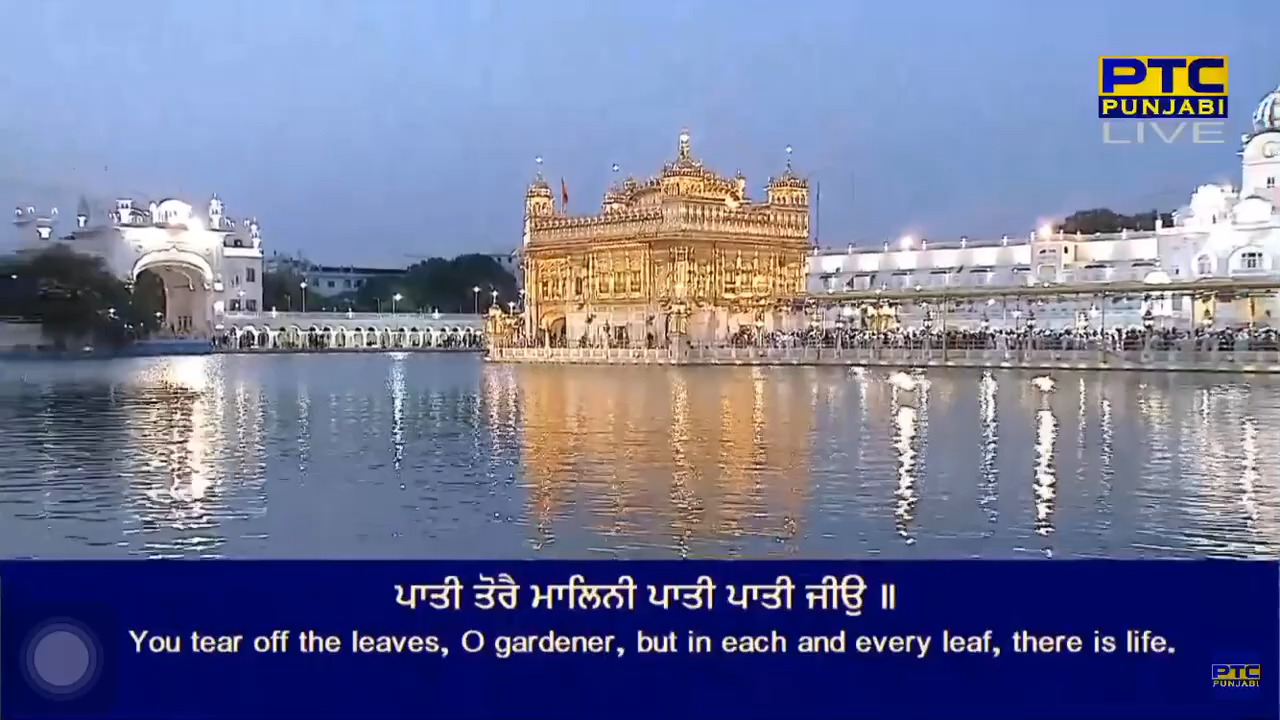 PTC
PUNJABI
LIVE
ਪਾਤੀ ਤੋਰੈ ਮਾਲਿਨੀ ਪਾਤੀ ਪਾਤੀ ਜੀਉ ॥
You tear off the leaves, O gardener, but in each and every leaf, there is life.
PTC
PUNJABI